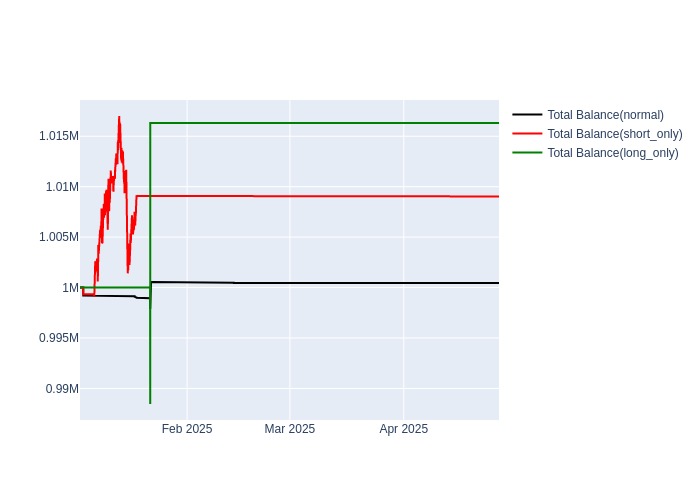 1.015M
1.01M
1.005M
1M
0.995M
0.99M
Feb 2025
Mar 2025
Apr 2025
Total Balance(normal)
Total Balance(short_only)
Total Balance(long_only)